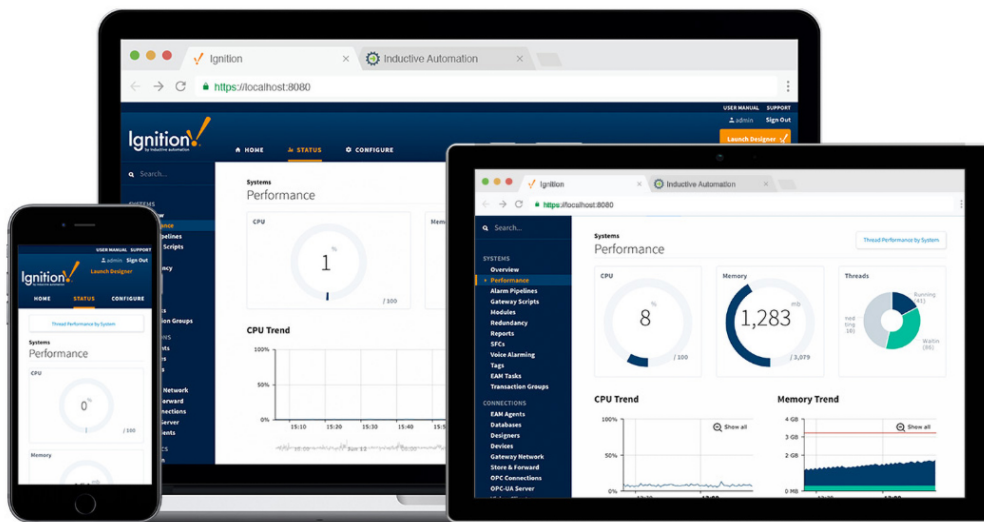 Ignition
Inductive Automation
https://localhost:8080
USER MANUAL SUPPORT
admin Sign Out
Ignition!
by inductive automation
HOME STATUS CONFIGURE
Launch Designer
Search...
Systems
Performance
SYSTEMS
CPU
%
1
/ 100
CPU Trend
100%
50%
0%
15:10 15:20 15:30 15:40
USER MANUAL SUPPORT
admin Sign Out
Ignition!
Launch Designer
HOME STATUS CONFIGURE
Thread Performance by System
Systems
Performance
CPU
0%
/ 100
Memory
Ignition
Inductive Automation
https://localhost:8080
Search...
Systems
Performance
Thread Performance by System
SYSTEMS
Overview
Performance
Alarm Pipelines
Gateway Scripts
Modules
Redundancy
Reports
SFCs
Voice Alarming
Tags
EAM Tasks
Transaction Groups
CONNECTIONS
EAM Agents
Databases
Designers
Devices
Gateway Network
Store & Forward
OPC Connections
OPC-UA Server
CPU
%
8
/ 100
Memory
mb
1,283
/ 3,079
Threads
Running
CPU Trend
Show all
100%
50%
0%
Memory Trend
Show all
4 GB
3 GB
2 GB
0 MB